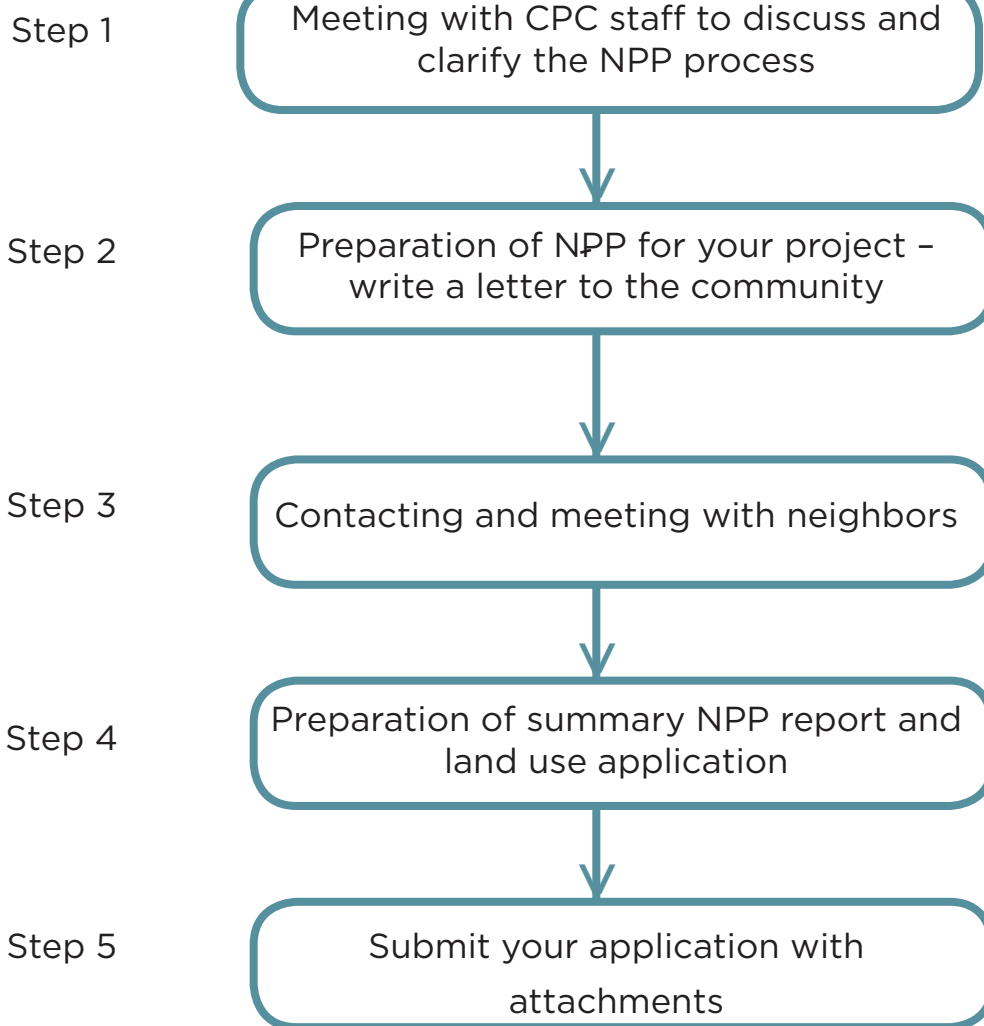 Step 1
Meeting with CPC staff to discuss and
clarify the NPP process
Step 2
Preparation of NPP for your project –
write a letter to the community
Step 3
Contacting and meeting with neighbors
Step 4
Preparation of summary NPP report and
land use application
Step 5
Submit your application with
attachments